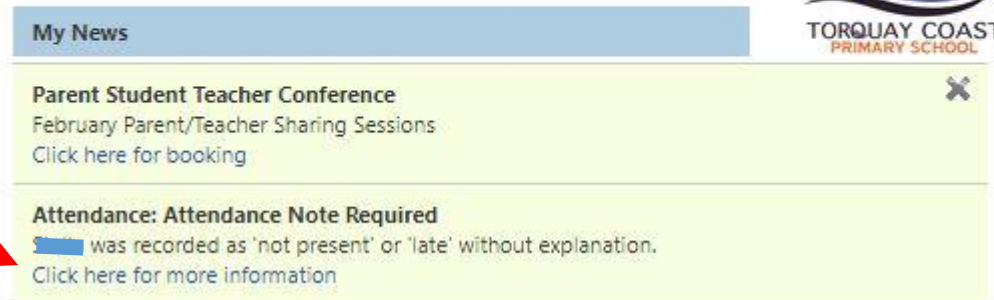 My News
TORQUAY COAST
PRIMARY SCHOOL
Parent Student Teacher Conference
February Parent/Teacher Sharing Sessions
Click here for booking
Attendance: Attendance Note Required
was recorded as 'not present' or 'late' without explanation.
Click here for more information